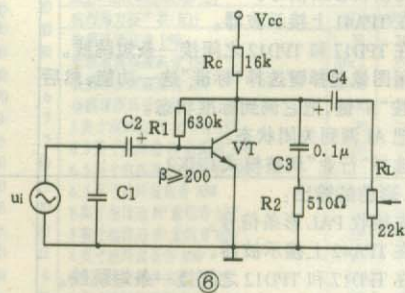 Vcc
Rc
16k
C4
+
R1
630k
C2
+
VT
C3
0.1μ
RL
ui
C1
β≥200
R2
510Ω
22k
⑥